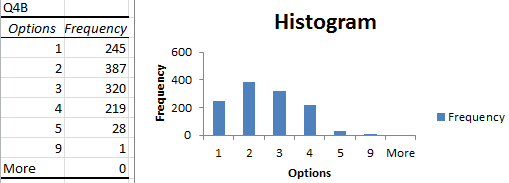 Q4B
Options Frequency
1 245
2 387
3 320
4 219
5 28
9 1
More 0
Histogram
Frequency
600
400
200
0
1 2 3 4 5 9 More
Options
Frequency